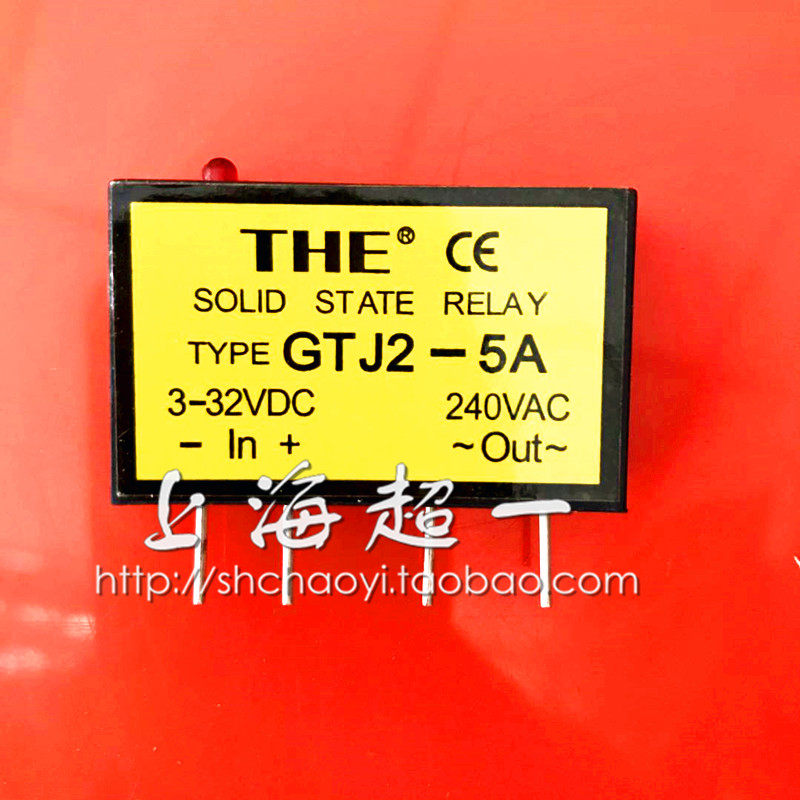 THE® CE
SOLID STATE RELAY
TYPE GTJ2-5A
3-32VDC 240VAC
- In + ~Out~
上海超一
http://shchaoyi.taobao.com